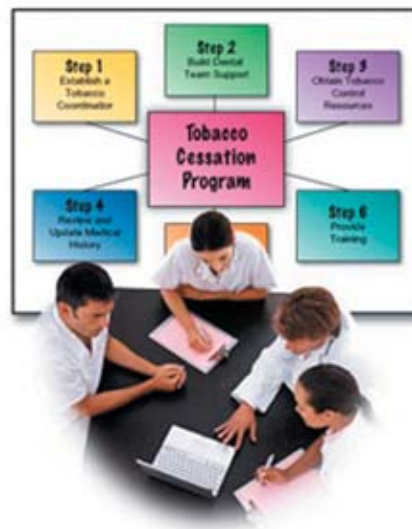 Step 1
Establish a
Tobacco
Coordinator
Step 2
Build Dental
Team Support
Step 3
Obtain Tobacco
Control
Resources
Tobacco
Cessation
Program
Step 4
Review and
Update Medical
History
Step 6
Provide
Training